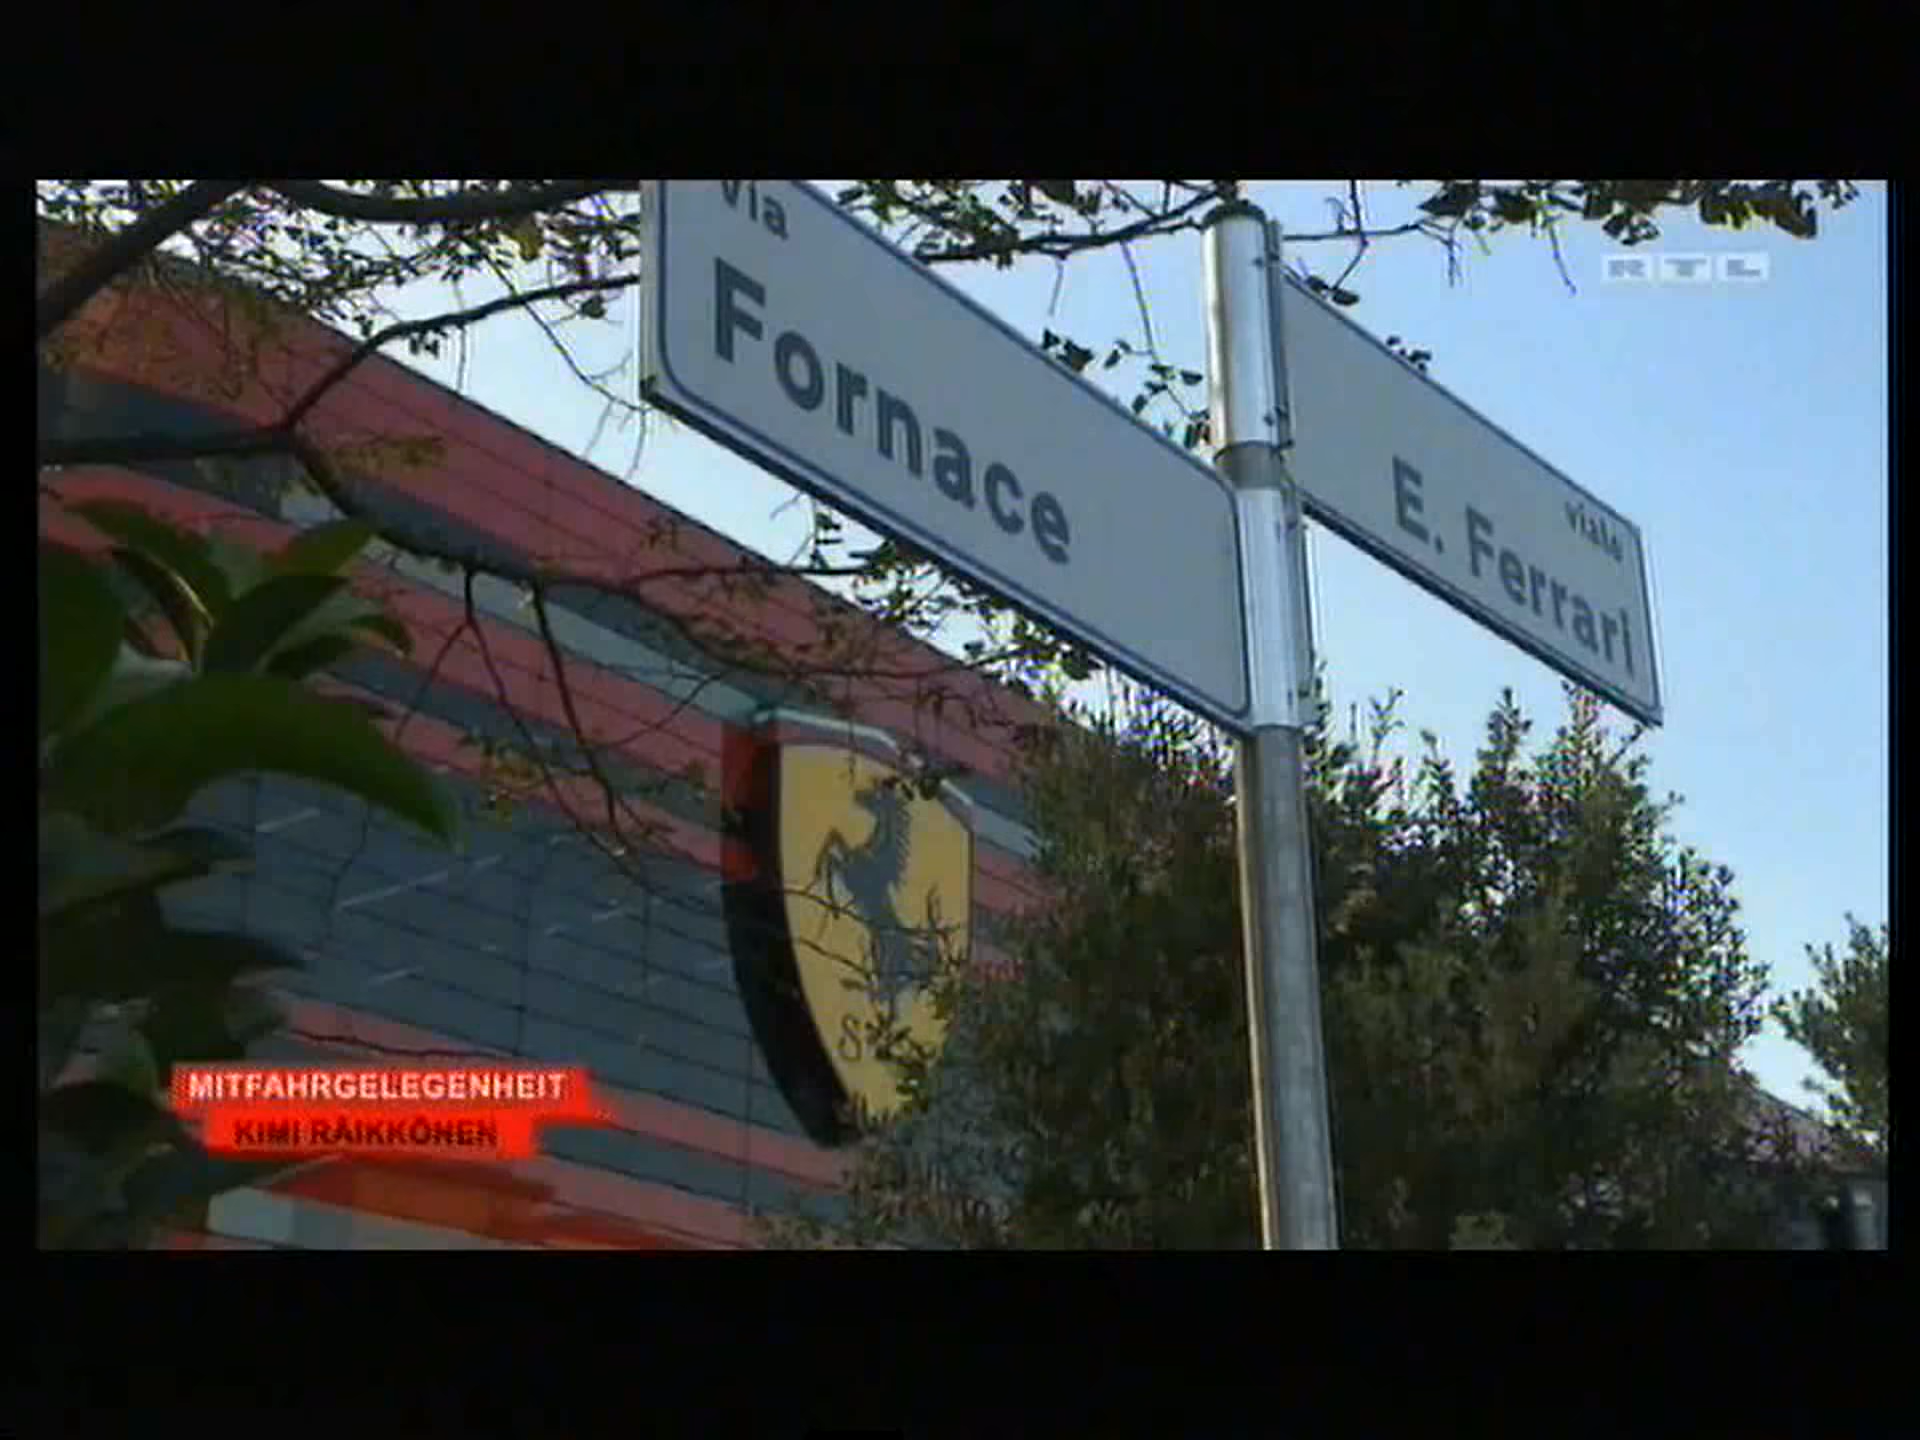 via
Fornace
viale
E. Ferrari
RTL
S F
MITFAHRGELEGENHEIT
KIMI RÄIKKÖNEN